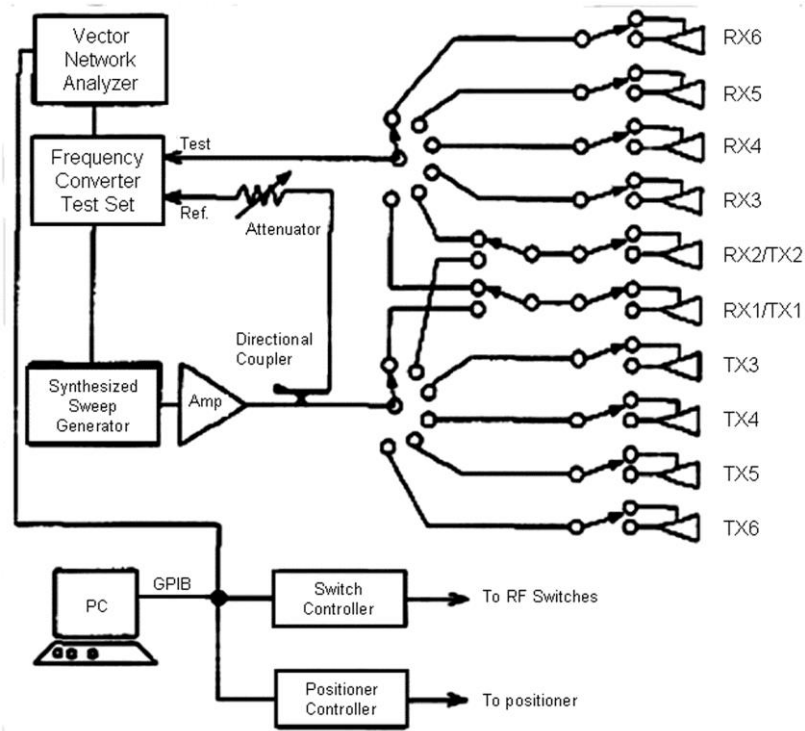 Vector
Network
Analyzer
RX6
RX5
Test
Frequency
Converter
Test Set
RX4
Ref.
RX3
Attenuator
RX2/TX2
RX1/TX1
Directional
Coupler
TX3
Synthesized
Sweep
Generator
Amp
TX4
TX5
TX6
GPIB
PC
Switch
Controller
To RF Switches
Positioner
Controller
To positioner